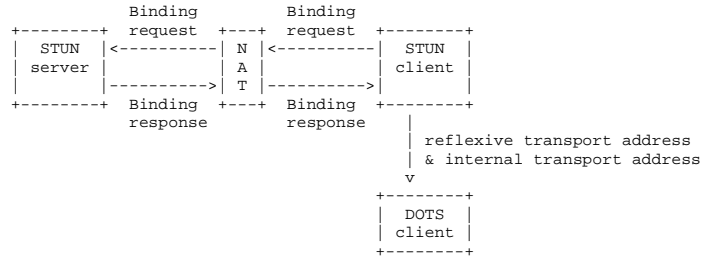 Binding Binding
+--------+ request +---+ request +--------+
| STUN |<----------| N |<----------| STUN |
| server | | A | | client |
| |---------->| T |---------->| |
+--------+ Binding +---+ Binding +--------+
response response |
| reflexive transport address
| & internal transport address
v
+--------+
| DOTS |
| client |
+--------+